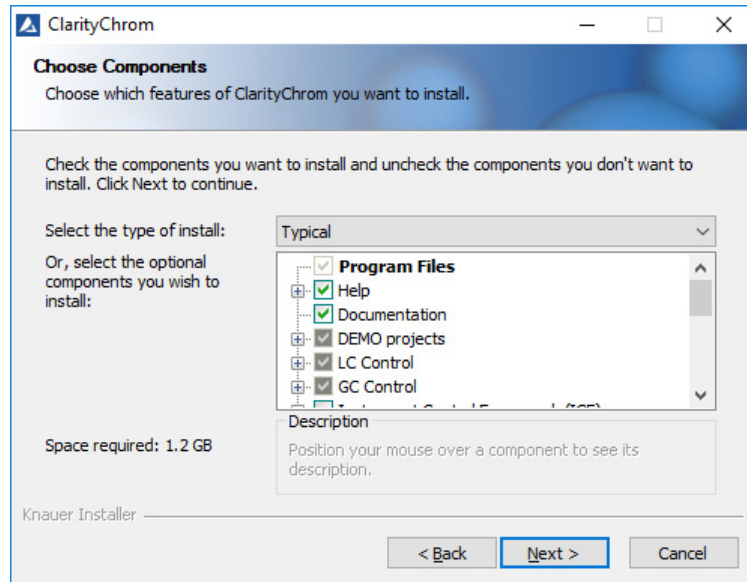 ClarityChrom
Choose Components
Choose which features of ClarityChrom you want to install.
Check the components you want to install and uncheck the components you don't want to
install. Click Next to continue.
Select the type of install:
Typical
Or, select the optional
components you wish to
install:
Program Files
Help
Documentation
DEMO projects
LC Control
GC Control
Instrument Control Framework (ICF)
Space required: 1.2 GB
Description
Position your mouse over a component to see its
description.
Knauer Installer
< Back
Next >
Cancel